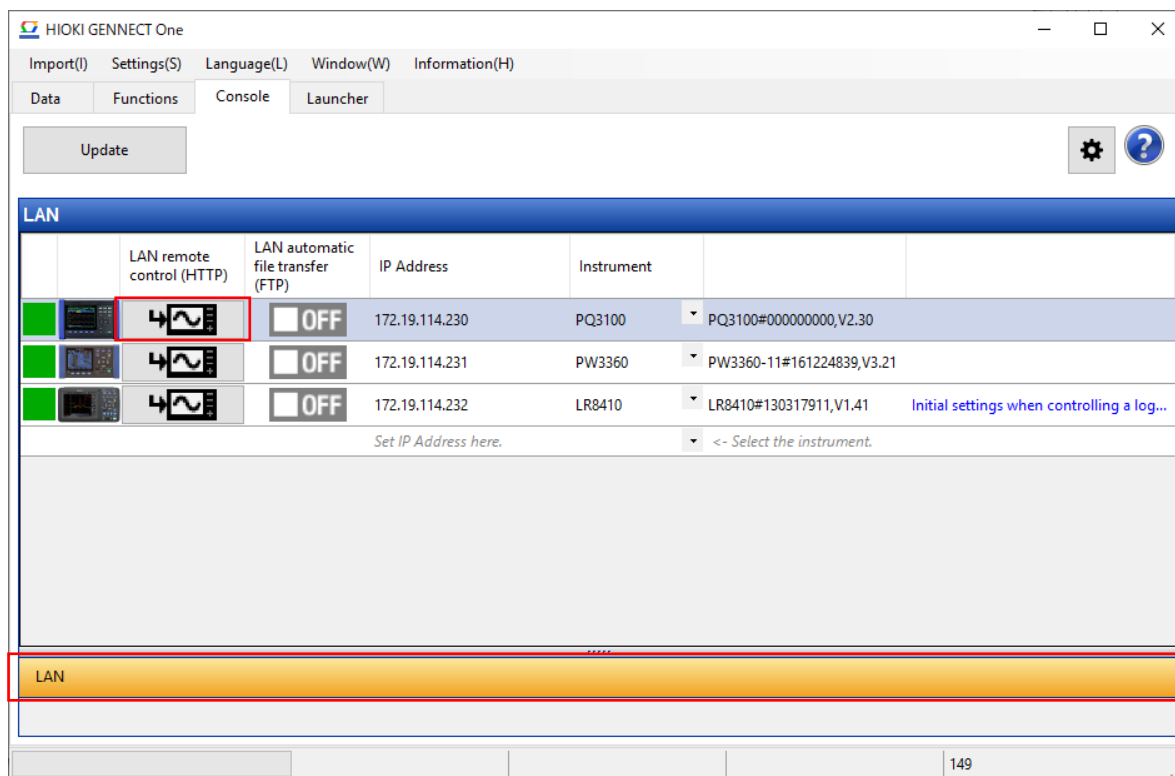 HIOKI GENNECT One
Import(I) Settings(S) Language(L) Window(W) Information(H)
Data Functions Console Launcher
Update
?
LAN
LAN remote control (HTTP) LAN automatic file transfer (FTP) IP Address Instrument
OFF 172.19.114.230 PQ3100 PQ3100#000000000,V2.30
OFF 172.19.114.231 PW3360 PW3360-11#161224839,V3.21
OFF 172.19.114.232 LR8410 LR8410#130317911,V1.41 Initial settings when controlling a log...
Set IP Address here. <- Select the instrument.
LAN
149